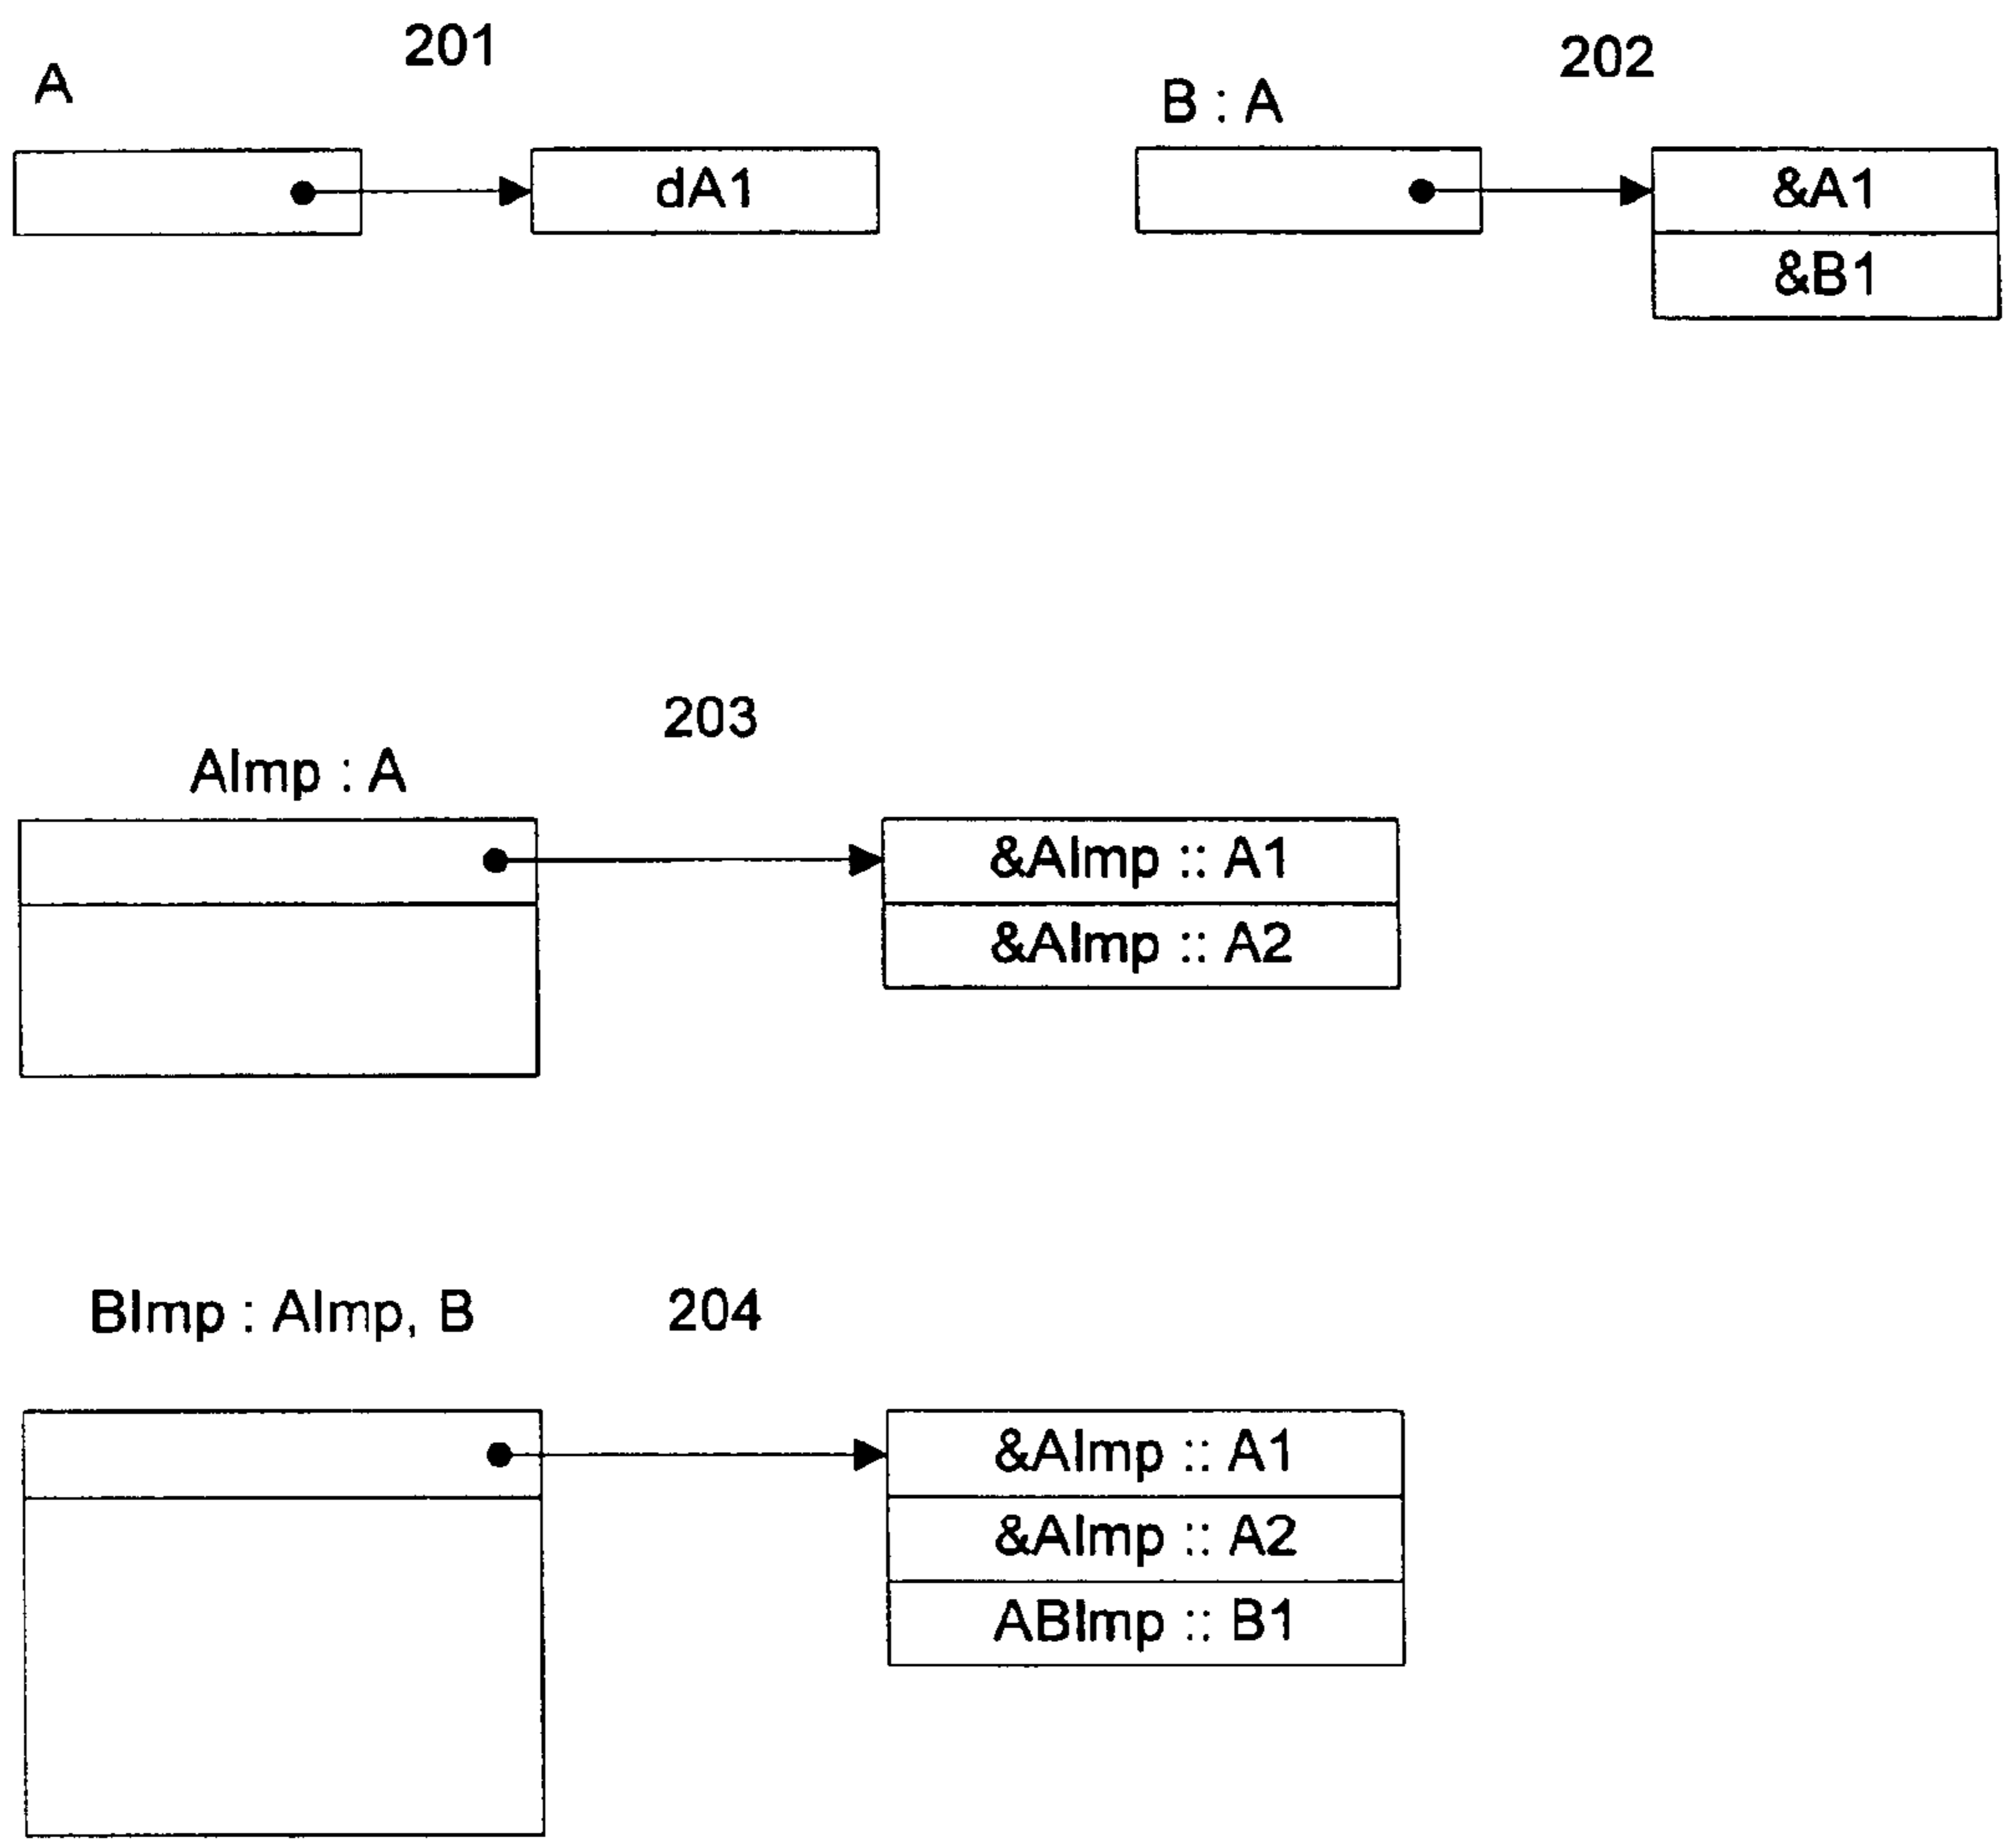 201
A
dA1
202
B : A
&A1
&B1
203
AImp : A
&AImp :: A1
&AImp :: A2
BImp : AImp, B
204
&AImp :: A1
&AImp :: A2
ABImp :: B1